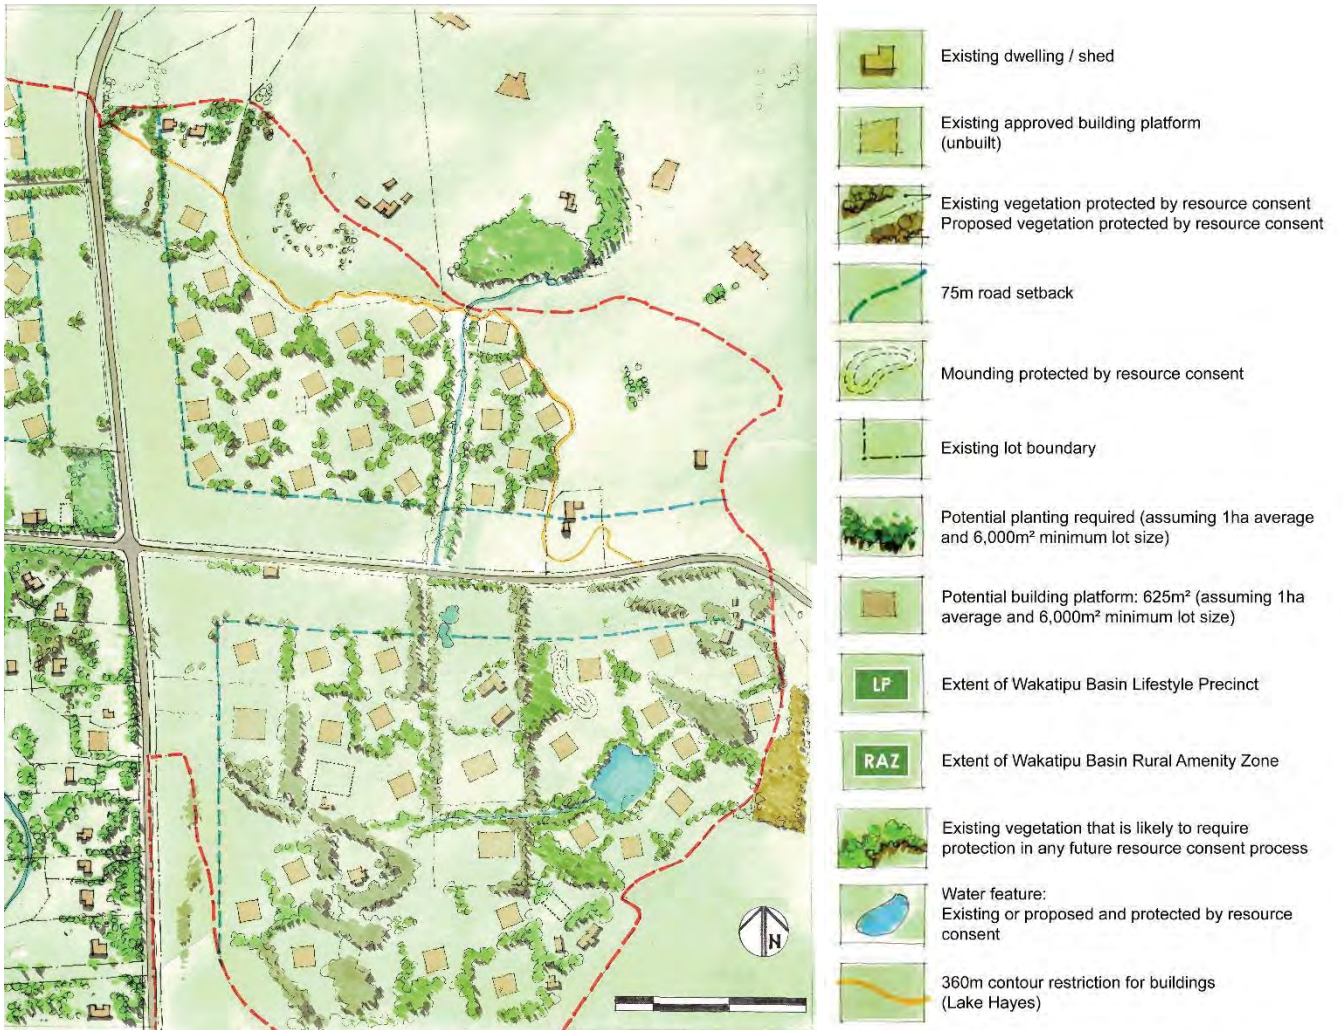 Existing dwelling / shed
Existing approved building platform
(unbuilt)
Existing vegetation protected by resource consent
Proposed vegetation protected by resource consent
75m road setback
Mounding protected by resource consent
Existing lot boundary
Potential planting required (assuming 1ha average
and 6,000m² minimum lot size)
Potential building platform: 625m² (assuming 1ha
average and 6,000m² minimum lot size)
LP
Extent of Wakatipu Basin Lifestyle Precinct
RAZ
Extent of Wakatipu Basin Rural Amenity Zone
Existing vegetation that is likely to require
protection in any future resource consent process
Water feature:
Existing or proposed and protected by resource
consent
360m contour restriction for buildings
(Lake Hayes)
N